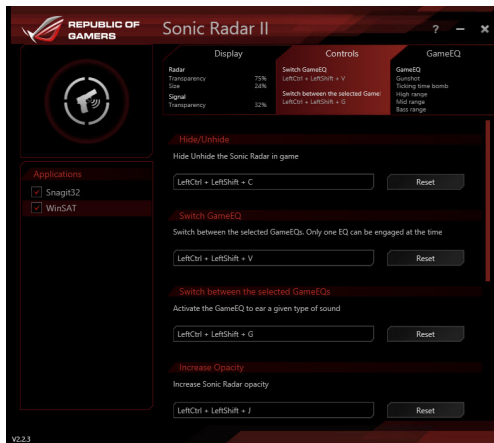 REPUBLIC OF
GAMERS
Sonic Radar II
?
Display
Controls
GameEQ
Radar
Transparency 75%
Size 24%
Signal
Transparency 32%
Switch GameEQ
LeftCtrl + LeftShift + V
Switch between the selected Game:
LeftCtrl + LeftShift + G
GameEQ
Gunshot
Ticking time bomb
High range
Mid range
Bass range
Applications
Snagit32
WinSAT
Hide/Unhide
Hide Unhide the Sonic Radar in game
LeftCtrl + LeftShift + C
Reset
Switch GameEQ
Switch between the selected GameEQs. Only one EQ can be engaged at the time
LeftCtrl + LeftShift + V
Reset
Switch between the selected GameEQs
Activate the GameEQ to ear a given type of sound
LeftCtrl + LeftShift + G
Reset
Increase Opacity
Increase Sonic Radar opacity
LeftCtrl + LeftShift + J
Reset
V2.2.3